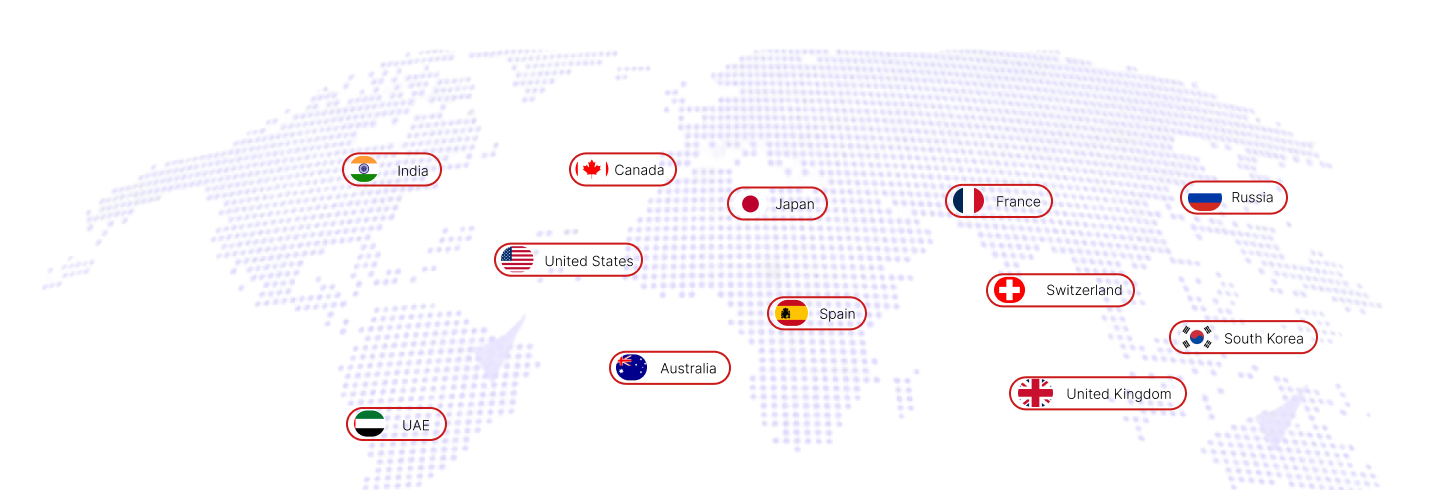 India
Canada
Japan
France
Russia
United States
Switzerland
Spain
South Korea
Australia
United Kingdom
UAE